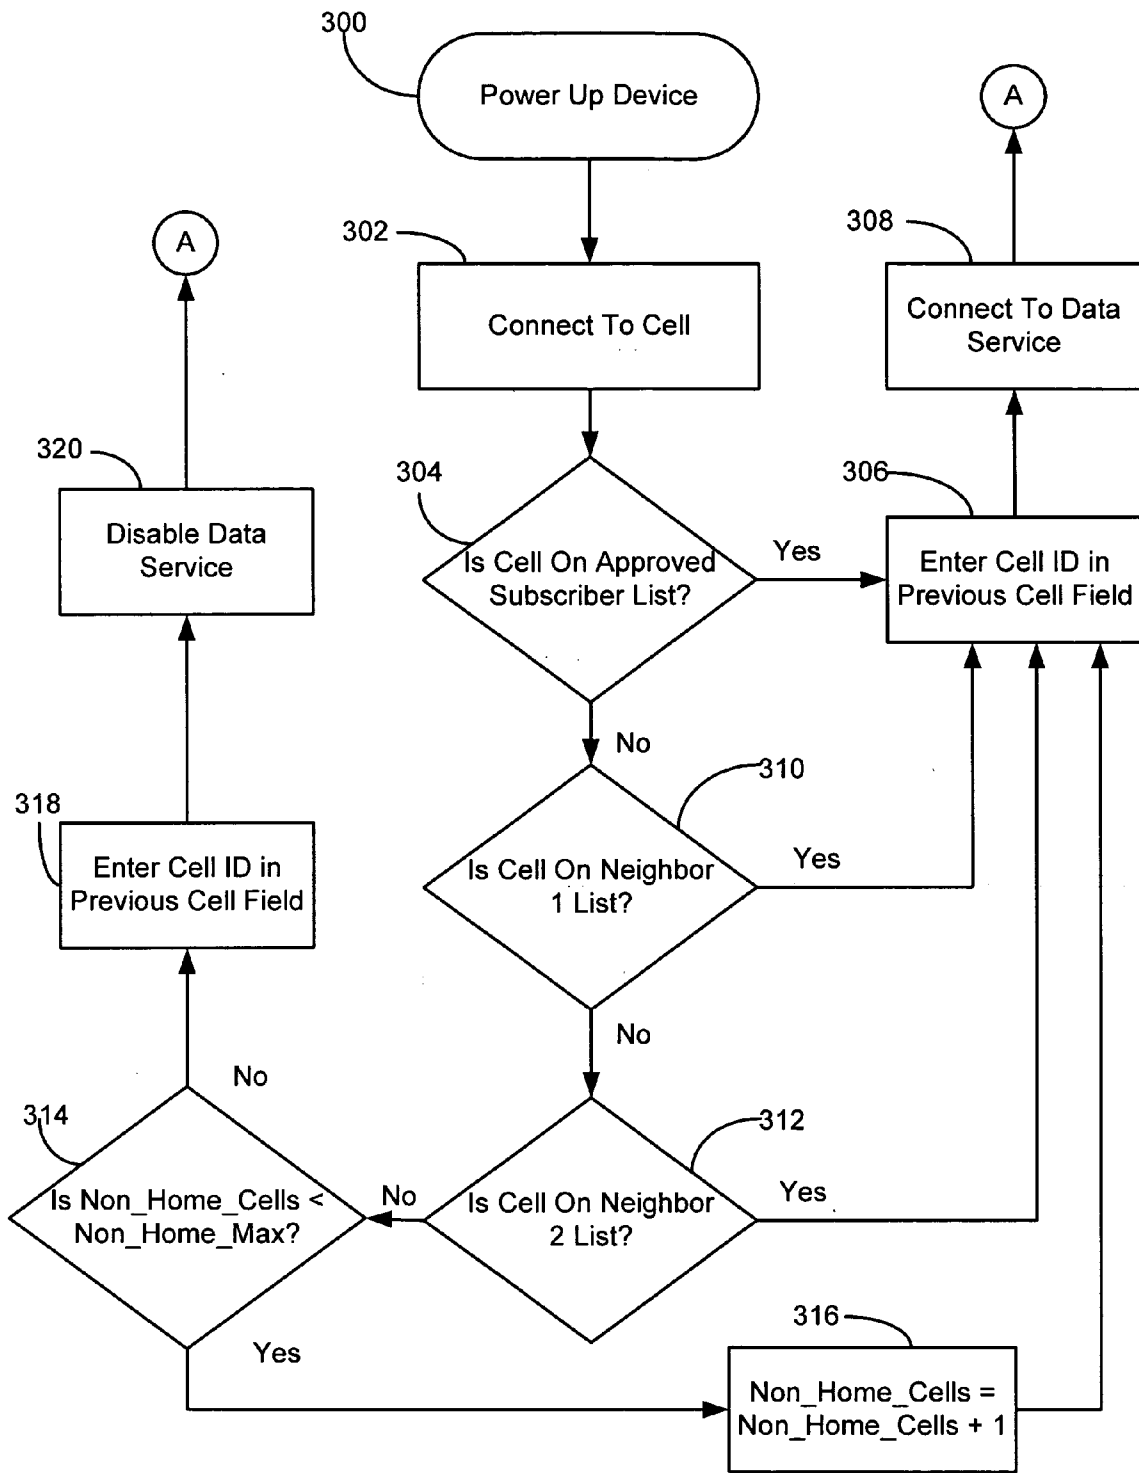 300
Power Up Device
A
A
302
Connect To Cell
308
Connect To Data
Service
320
Disable Data
Service
304
Is Cell On Approved
Subscriber List?
Yes
306
Enter Cell ID in
Previous Cell Field
No
310
Is Cell On Neighbor
1 List?
Yes
318
Enter Cell ID in
Previous Cell Field
No
No
314
Is Non_Home_Cells <
Non_Home_Max?
No
312
Is Cell On Neighbor
2 List?
Yes
Yes
316
Non_Home_Cells =
Non_Home_Cells + 1